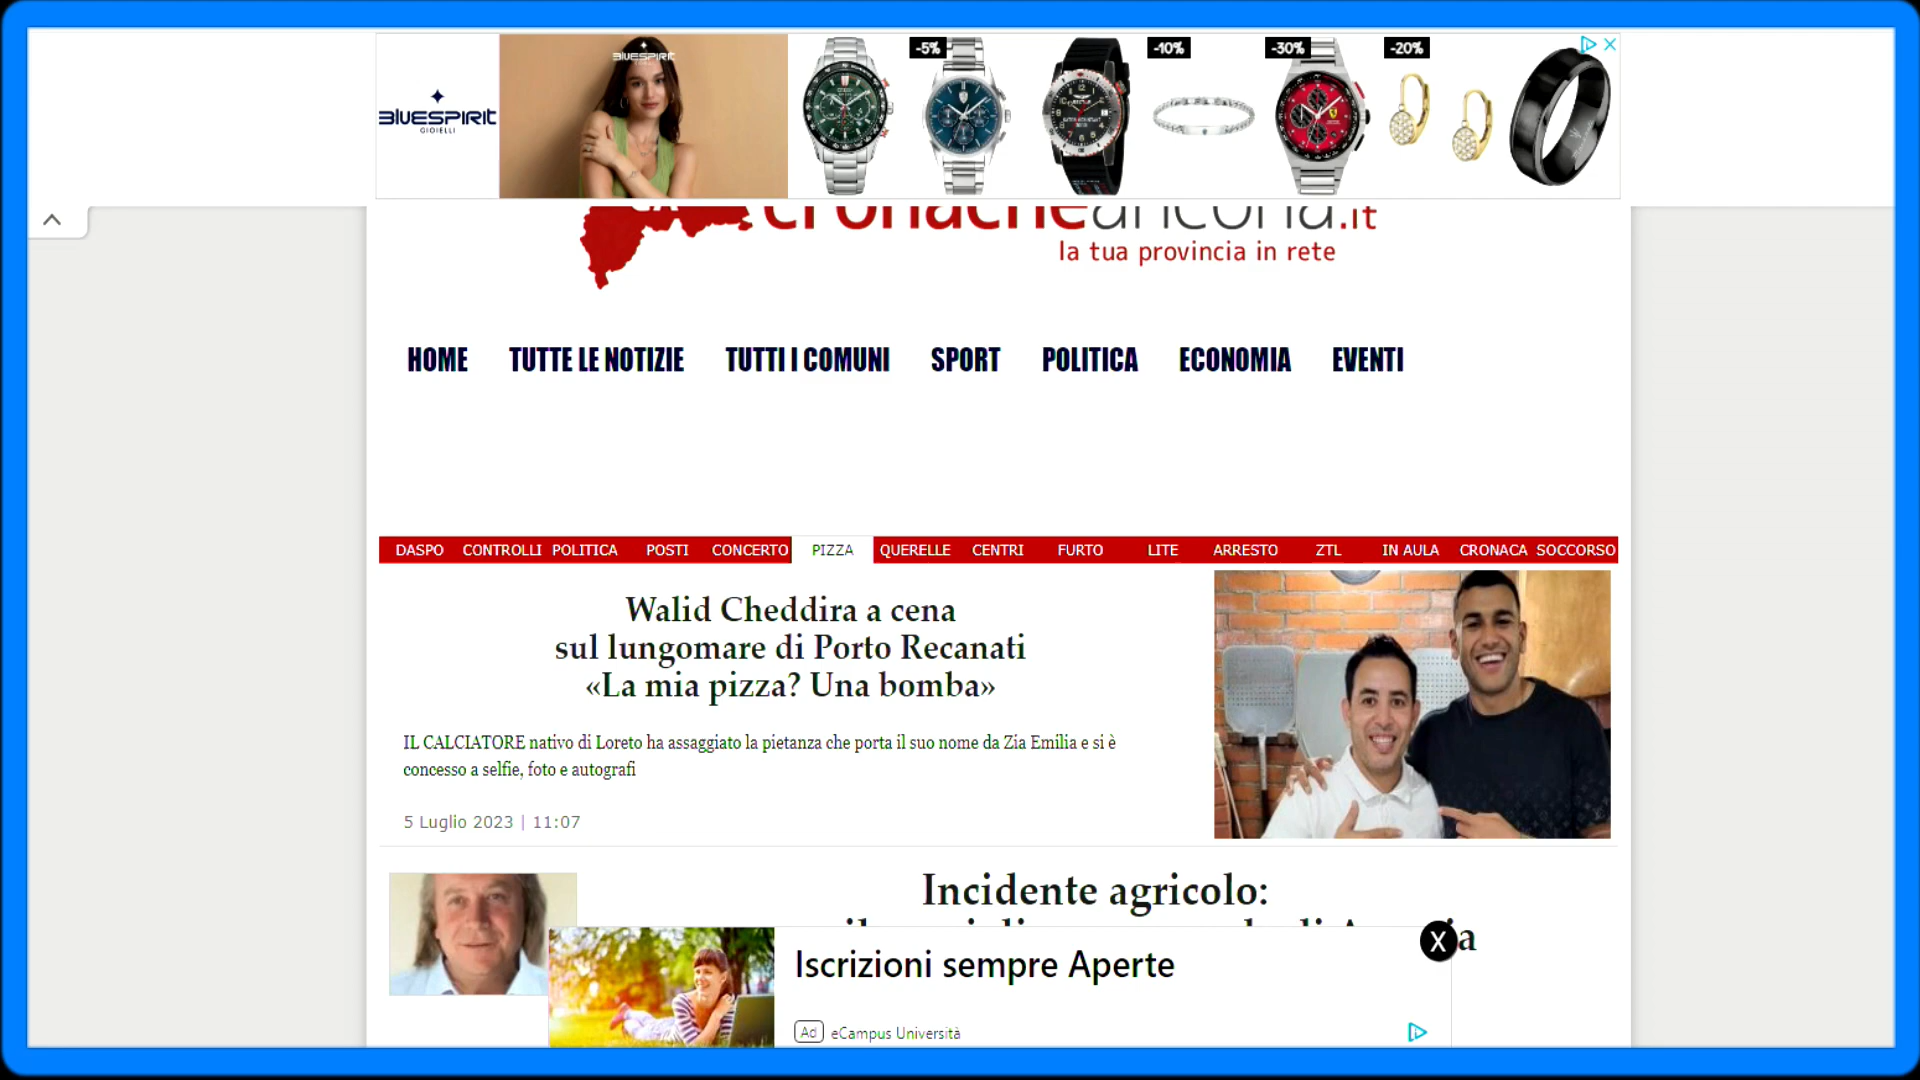 BLUESPIRIT
-5%
-10%
-30%
-20%
BLUESPIRIT
GIOIELLI
cronacheancona.it
la tua provincia in rete
HOME TUTTE LE NOTIZIE TUTTI I COMUNI SPORT POLITICA ECONOMIA EVENTI
DASPO CONTROLLI POLITICA POSTI CONCERTO PIZZA QUERELLE CENTRI FURTO LITE ARRESTO ZTL IN AULA CRONACA SOCCORSO
Walid Cheddira a cena
sul lungomare di Porto Recanati
«La mia pizza? Una bomba»
IL CALCIATORE nativo di Loreto ha assaggiato la pietanza che porta il suo nome da Zia Emilia e si è
concesso a selfie, foto e autografi
5 Luglio 2023 | 11:07
Incidente agricolo:
X
Iscrizioni sempre Aperte
Ad eCampus Università